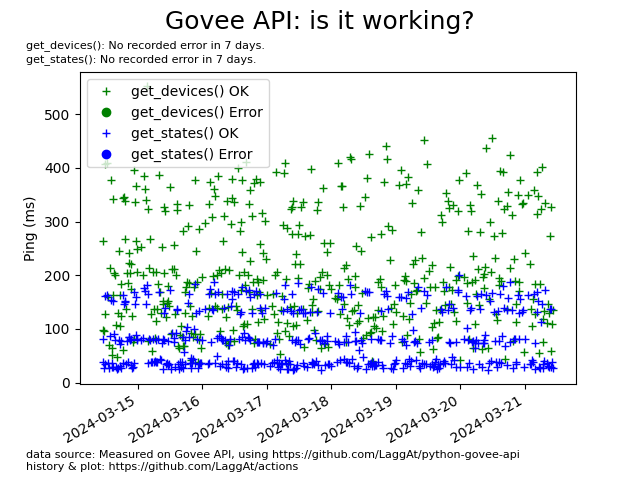 Govee API: is it working?
get_devices(): No recorded error in 7 days.
get_states(): No recorded error in 7 days.
get_devices() OK
get_devices() Error
get_states() OK
get_states() Error
Ping (ms)
500
400
300
200
100
0
2024-03-15
2024-03-16
2024-03-17
2024-03-18
2024-03-19
2024-03-20
2024-03-21
data source: Measured on Govee API, using https://github.com/LaggAt/python-govee-api
history & plot: https://github.com/LaggAt/actions